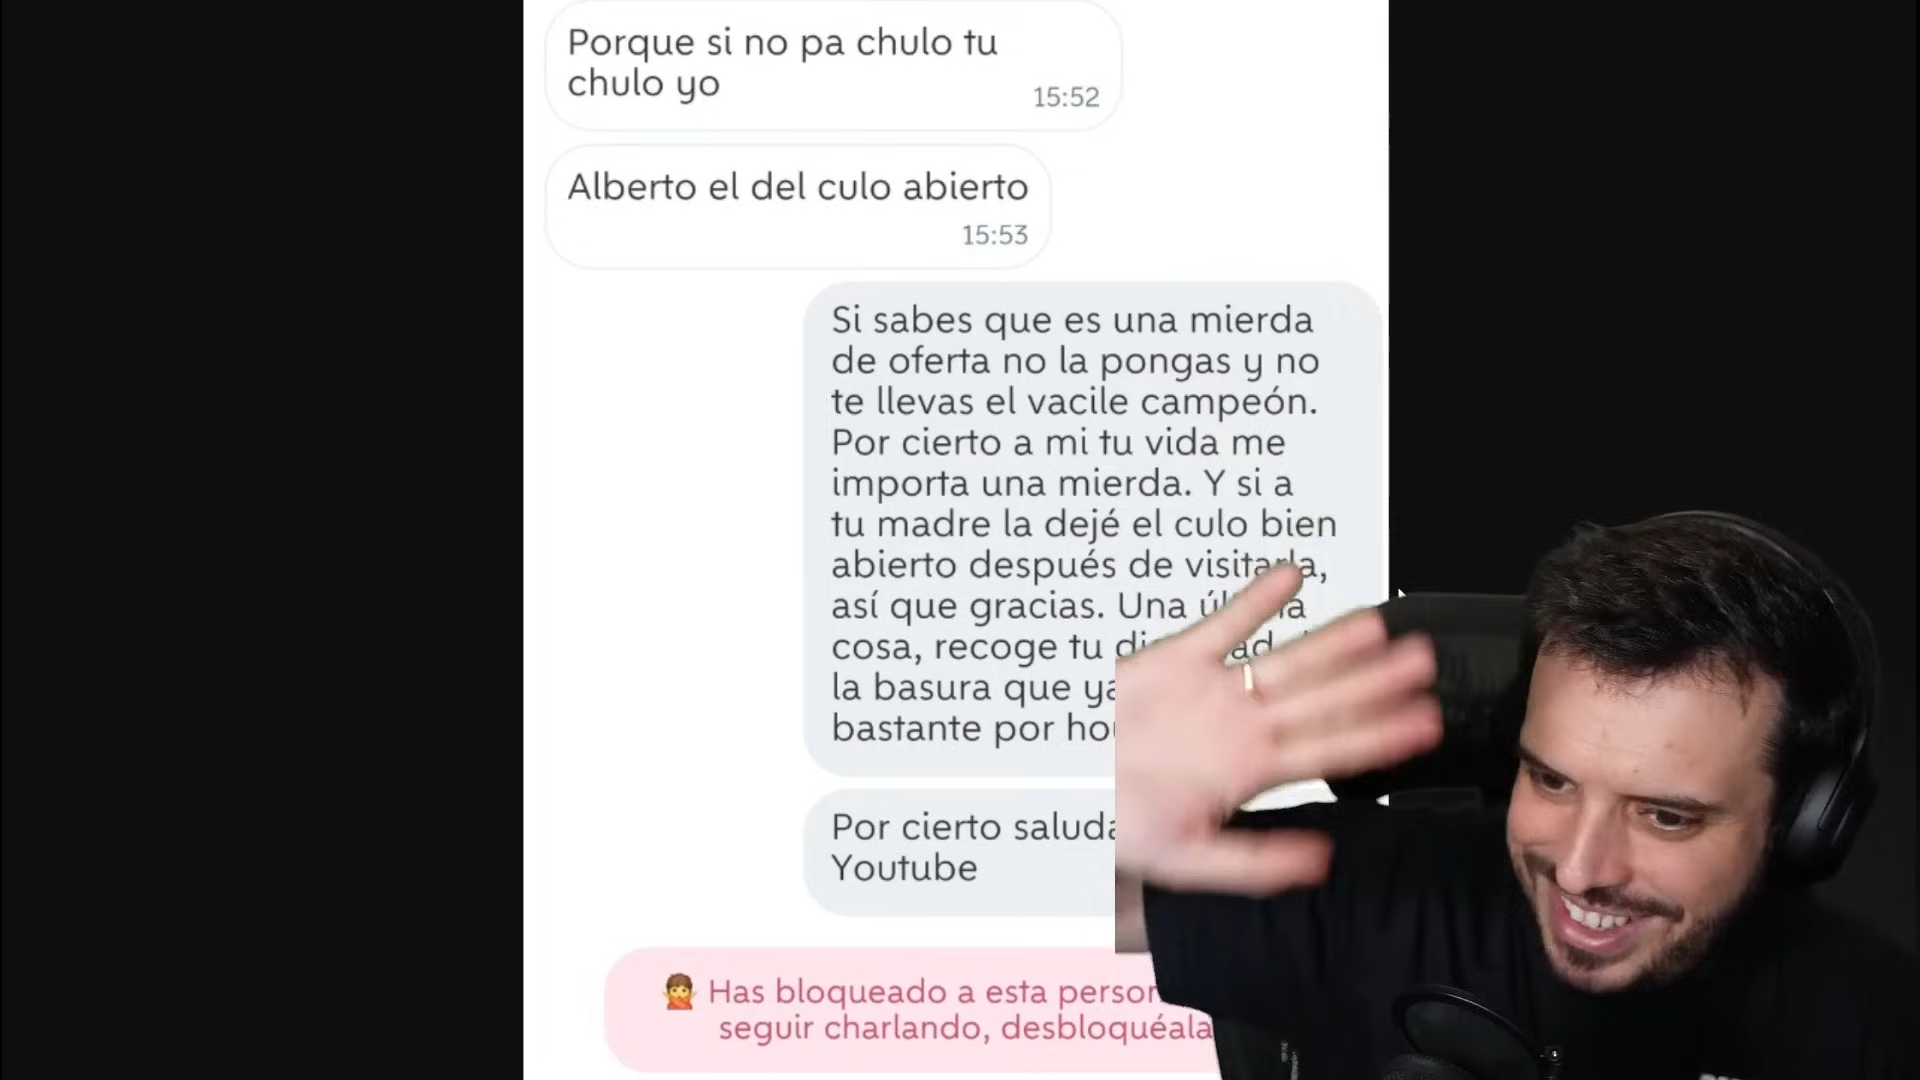 Porque si no pa chulo tu
chulo yo
15:52
Alberto el del culo abierto
15:53
Si sabes que es una mierda
de oferta no la pongas y no
te llevas el vacile campeón.
Por cierto a mi tu vida me
importa una mierda. Y si a
tu madre la dejé el culo bien
abierto después de visitarla,
así que gracias. Una
cosa, recoge tu
la basura que ya
bastante por
Por cierto
Youtube
Has bloqueado a esta
seguir charlando, desbloquéala